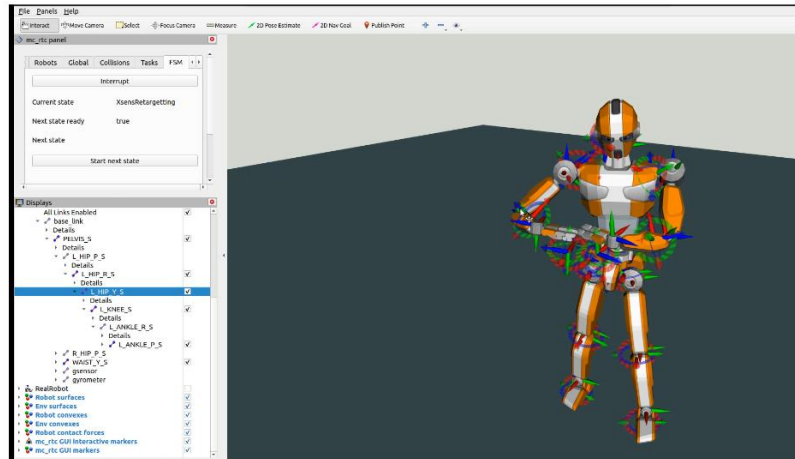 File Panels Help
Interact Move Camera Select Focus Camera Measure 2D Pose Estimate 2D Nav Goal Publish Point
mc_rtc panel
Robots Global Collisions Tasks FSM
Interrupt
Current state XsensRetargetting
Next state ready true
Next state
Start next state
Displays
All Links Enabled
base_link
Details
PELVIS_S
Details
L_HIP_P_S
Details
L_HIP_R_S
Details
L_HIP_Y_S
Details
L_KNEE_S
Details
L_ANKLE_R_S
Details
L_ANKLE_P_S
R_HIP_P_S
WAIST_Y_S
gsensor
gyrometer
RealRobot
Robot surfaces
Env surfaces
Robot convexes
Env convexes
Robot contact forces
mc_rtc GUI interactive markers
mc_rtc GUI markers